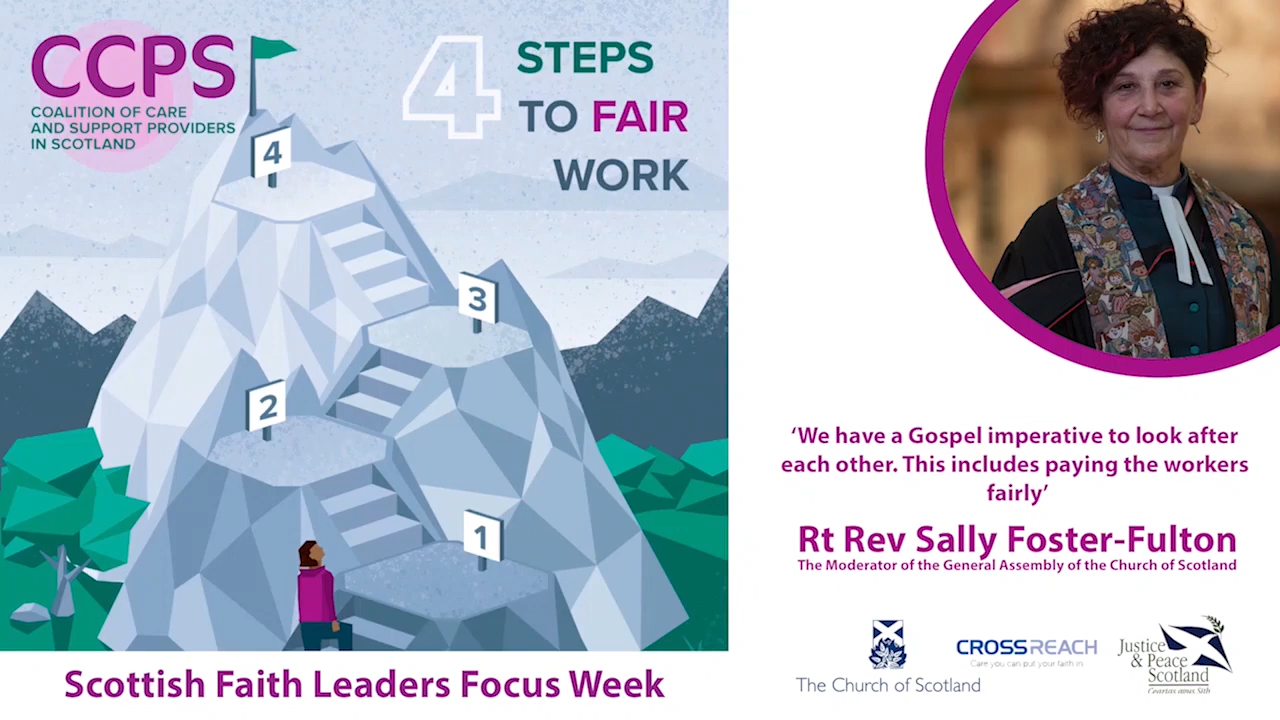 CCPS
COALITION OF CARE
AND SUPPORT PROVIDERS
IN SCOTLAND
4 STEPS
TO FAIR
WORK
4
3
2
1
Scottish Faith Leaders Focus Week
‘We have a Gospel imperative to look after
each other. This includes paying the workers
fairly’
Rt Rev Sally Foster-Fulton
The Moderator of the General Assembly of the Church of Scotland
The Church of Scotland
CROSSREACH
Care you can put your faith in
Justice
& Peace
Scotland
Ceartas agus Sìth